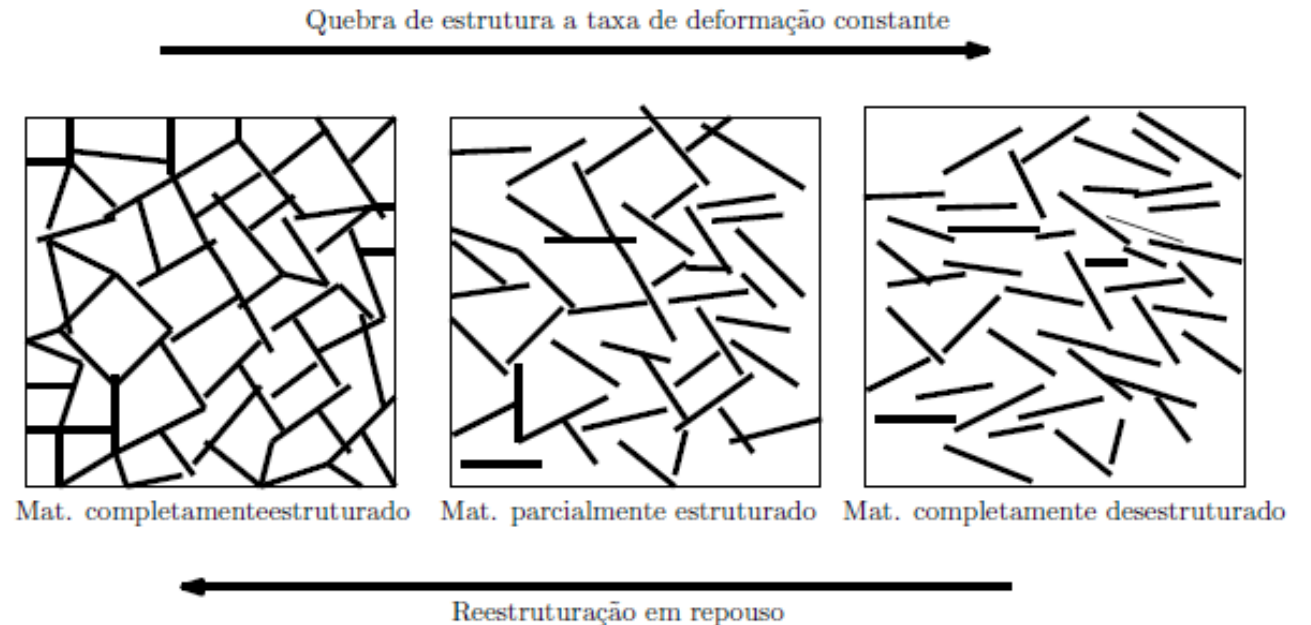 Quebra de estrutura a taxa de deformação constante
Mat. completamenteestruturado
Mat. parcialmente estruturado
Mat. completamente desestruturado
Reestruturação em repouso